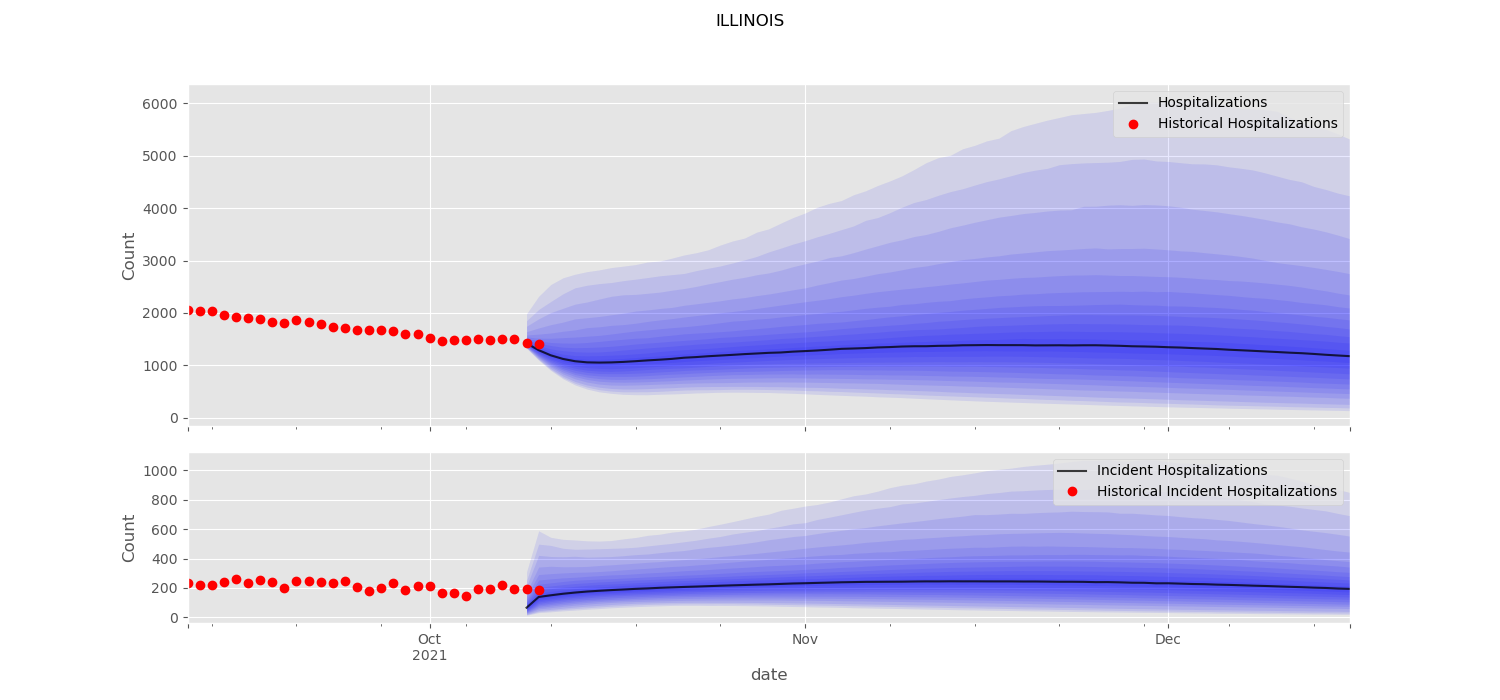 ILLINOIS
Hospitalizations
Historical Hospitalizations
6000
5000
4000
3000
2000
1000
0
Count
Incident Hospitalizations
Historical Incident Hospitalizations
1000
800
600
400
200
0
Count
Oct
2021
Nov
Dec
date